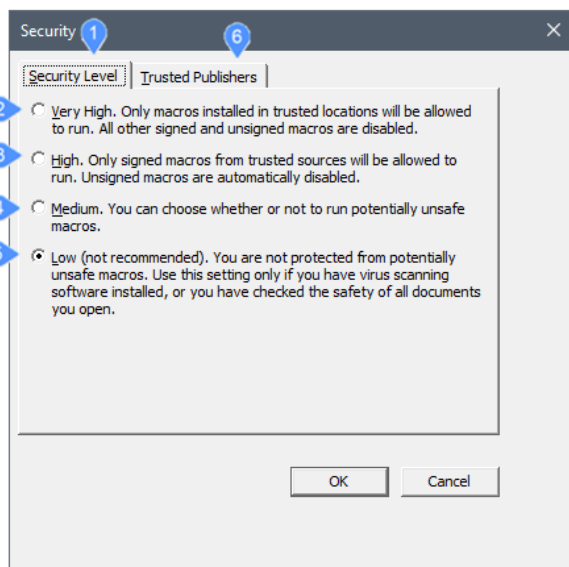 Security
1
6
Security Level
Trusted Publishers
2
Very High. Only macros installed in trusted locations will be allowed
to run. All other signed and unsigned macros are disabled.
3
High. Only signed macros from trusted sources will be allowed to
run. Unsigned macros are automatically disabled.
4
Medium. You can choose whether or not to run potentially unsafe
macros.
5
Low (not recommended). You are not protected from potentially
unsafe macros. Use this setting only if you have virus scanning
software installed, or you have checked the safety of all documents
you open.
OK
Cancel